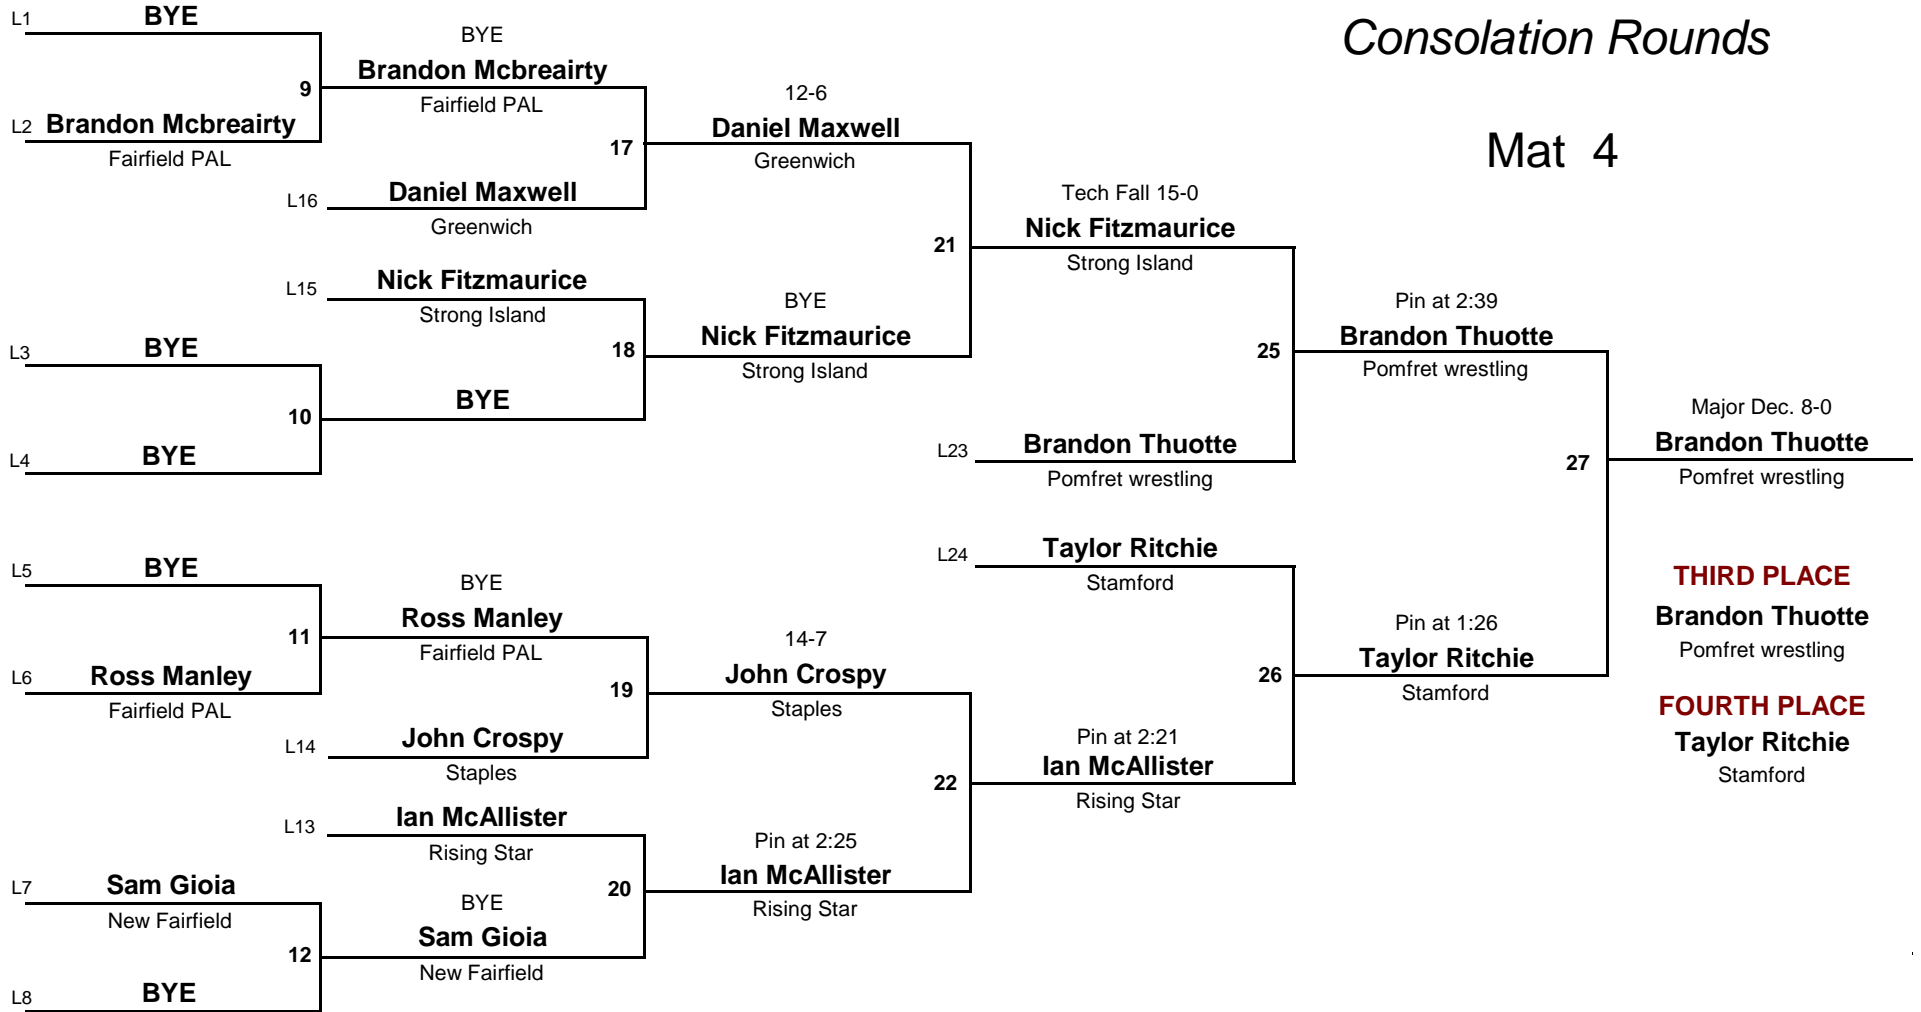 Consolation Rounds
Mat 4
L1 BYE
9
L2 Brandon Mcbreairty
Fairfield PAL
BYE
Brandon Mcbreairty
Fairfield PAL
17
L16 Daniel Maxwell
Greenwich
12-6
Daniel Maxwell
Greenwich
21
L15 Nick Fitzmaurice
Strong Island
18
L3 BYE
10
L4 BYE
BYE
BYE
Nick Fitzmaurice
Strong Island
Tech Fall 15-0
Nick Fitzmaurice
Strong Island
25
L23 Brandon Thuotte
Pomfret wrestling
Pin at 2:39
Brandon Thuotte
Pomfret wrestling
27
Major Dec. 8-0
Brandon Thuotte
Pomfret wrestling
L5 BYE
11
L6 Ross Manley
Fairfield PAL
BYE
Ross Manley
Fairfield PAL
19
L14 John Crospy
Staples
14-7
John Crospy
Staples
22
L13 Ian McAllister
Rising Star
20
L7 Sam Gioia
New Fairfield
12
L8 BYE
BYE
Sam Gioia
New Fairfield
Pin at 2:25
Ian McAllister
Rising Star
L24 Taylor Ritchie
Stamford
26
Pin at 2:21
Ian McAllister
Rising Star
Pin at 1:26
Taylor Ritchie
Stamford
THIRD PLACE
Brandon Thuotte
Pomfret wrestling
FOURTH PLACE
Taylor Ritchie
Stamford